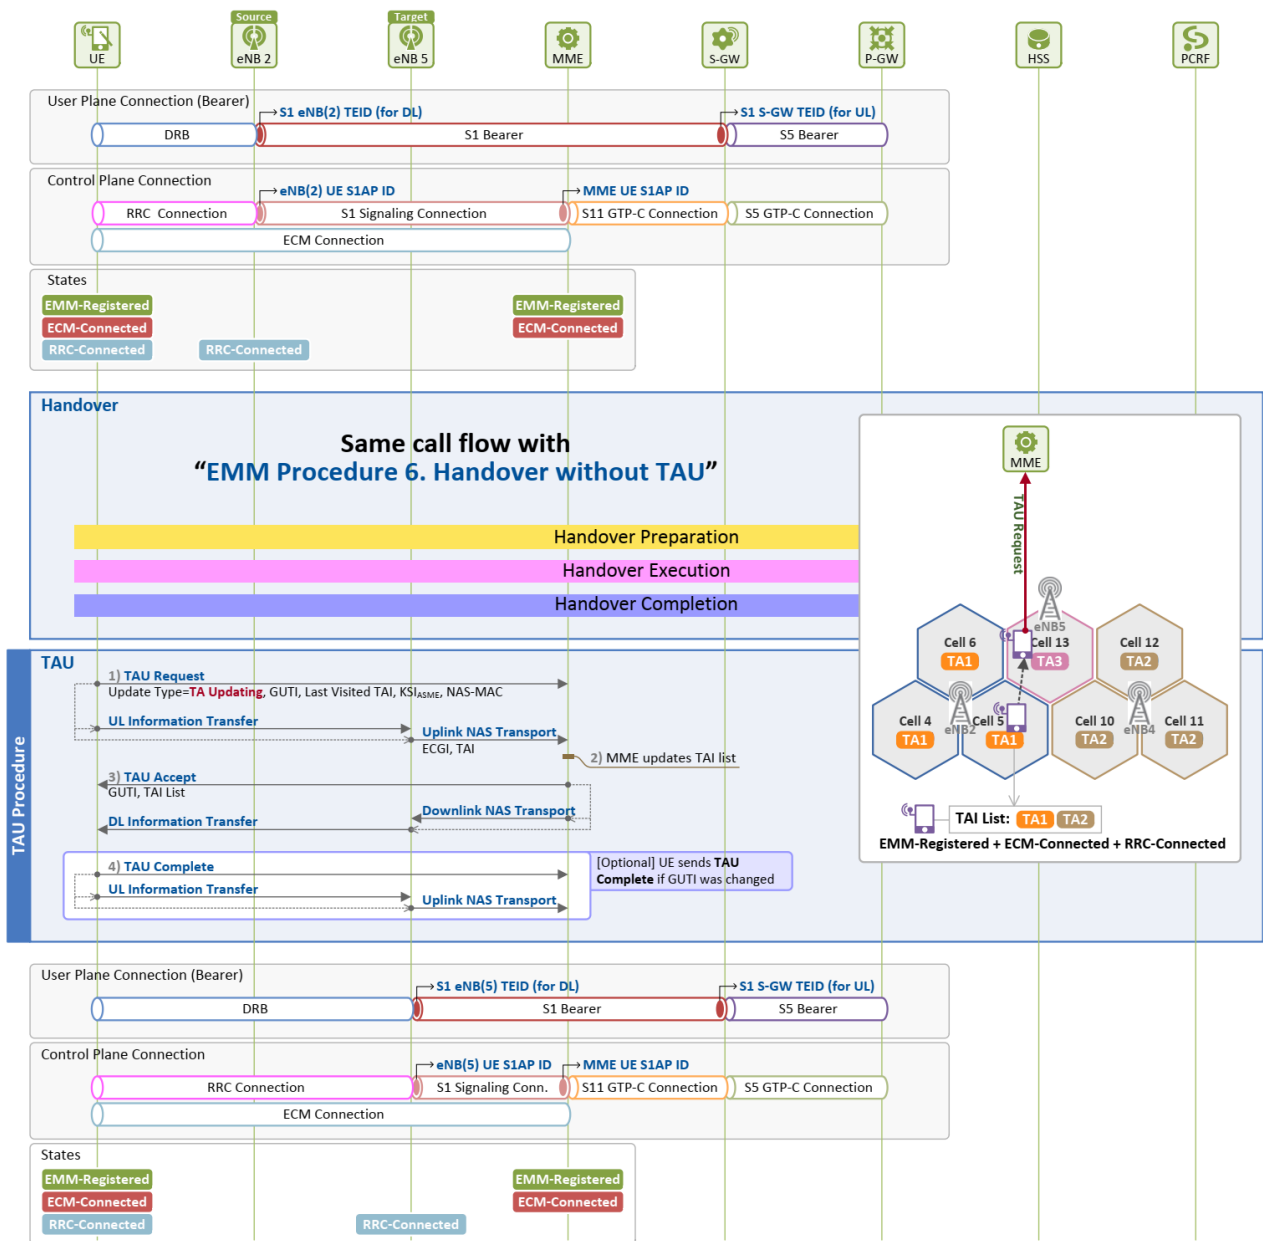 Source
Target
UE
eNB 2
eNB 5
MME
S-GW
P-GW
HSS
PCRF
User Plane Connection (Bearer)
S1 eNB(2) TEID (for DL)
S1 S-GW TEID (for UL)
DRB
S1 Bearer
S5 Bearer
Control Plane Connection
eNB(2) UE S1AP ID
MME UE S1AP ID
RRC Connection
S1 Signaling Connection
S11 GTP-C Connection
S5 GTP-C Connection
ECM Connection
States
EMM-Registered
EMM-Registered
ECM-Connected
ECM-Connected
RRC-Connected
RRC-Connected
Handover
Same call flow with
“EMM Procedure 6. Handover without TAU”
Handover Preparation
Handover Execution
Handover Completion
MME
TAU Request
eNB5
Cell 6
TA1
Cell 13
TA3
Cell 12
TA2
Cell 4
TA1
eNB2
Cell 5
TA1
Cell 10
TA2
eNB4
Cell 11
TA2
TAI List: TA1 TA2
EMM-Registered + ECM-Connected + RRC-Connected
TAU Procedure
TAU
1) TAU Request
Update Type=TA Updating, GUTI, Last Visited TAI, KSIASME, NAS-MAC
UL Information Transfer
Uplink NAS Transport
ECGI, TAI
2) MME updates TAI list
3) TAU Accept
GUTI, TAI List
Downlink NAS Transport
DL Information Transfer
4) TAU Complete
[Optional] UE sends TAU
Complete if GUTI was changed
UL Information Transfer
Uplink NAS Transport
User Plane Connection (Bearer)
S1 eNB(5) TEID (for DL)
S1 S-GW TEID (for UL)
DRB
S1 Bearer
S5 Bearer
Control Plane Connection
eNB(5) UE S1AP ID
MME UE S1AP ID
RRC Connection
S1 Signaling Conn.
S11 GTP-C Connection
S5 GTP-C Connection
ECM Connection
States
EMM-Registered
EMM-Registered
ECM-Connected
ECM-Connected
RRC-Connected
RRC-Connected